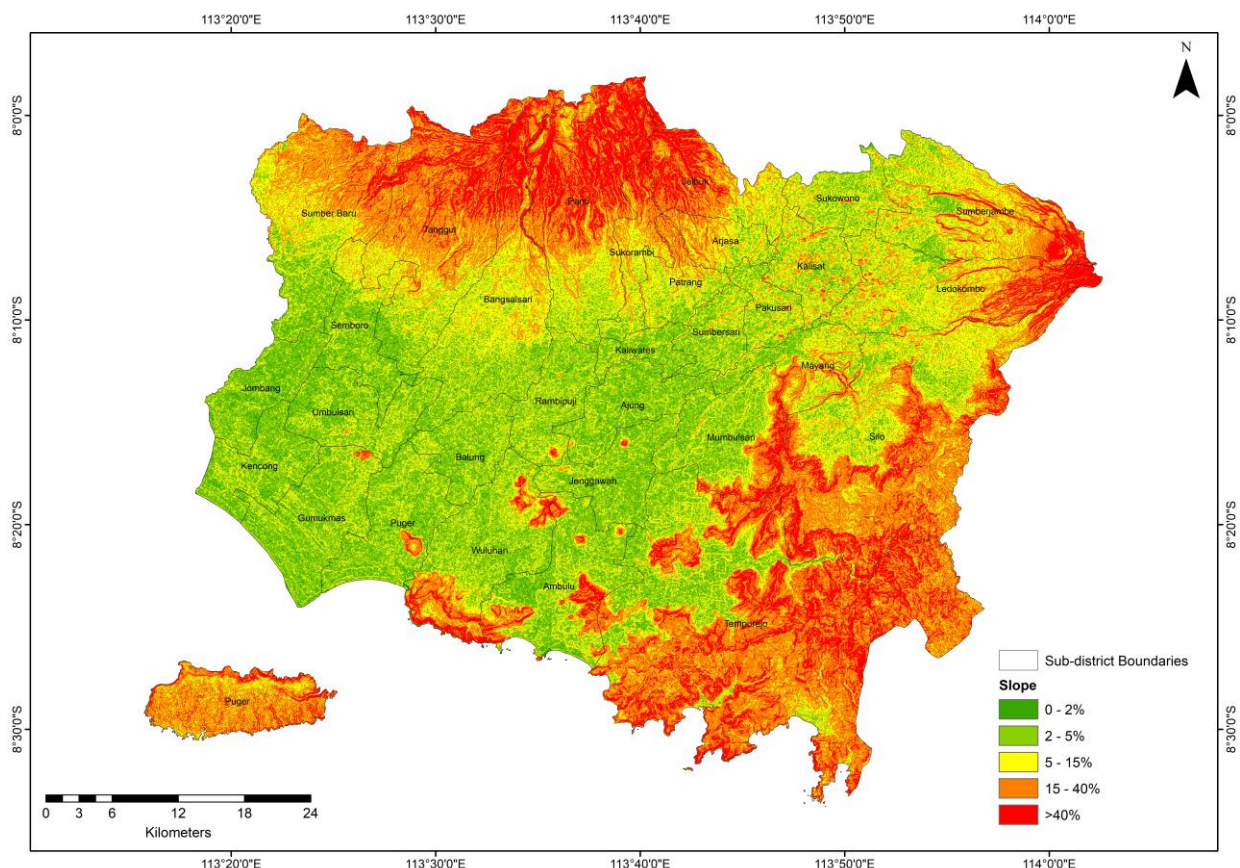 113°20'0"E 113°30'0"E 113°40'0"E 113°50'0"E 114°0'0"E
N
8°0'0"S 8°0'0"S
Jelbuk
Panti
Sukowono
Sumberjambe
Sumber Baru
Tanggul
Arjasa
Sukorambi
Kalisat
Patrang
Ledokombo
Bangsalsari
Pakusari
8°10'0"S 8°10'0"S
Semboro
Sumbersari
Kaliwates
Mayang
Jombang
Rambipuji
Ajung
Umbulsari
Mumbulsari
Silo
Balung
Kencong
Jenggawah
Gumukmas
Puger
8°20'0"S 8°20'0"S
Wuluhan
Ambulu
Tempurejo
Puger
8°30'0"S 8°30'0"S
Sub-district Boundaries
Slope
0 - 2%
2 - 5%
5 - 15%
15 - 40%
>40%
0 3 6 12 18 24
Kilometers
113°20'0"E 113°30'0"E 113°40'0"E 113°50'0"E 114°0'0"E